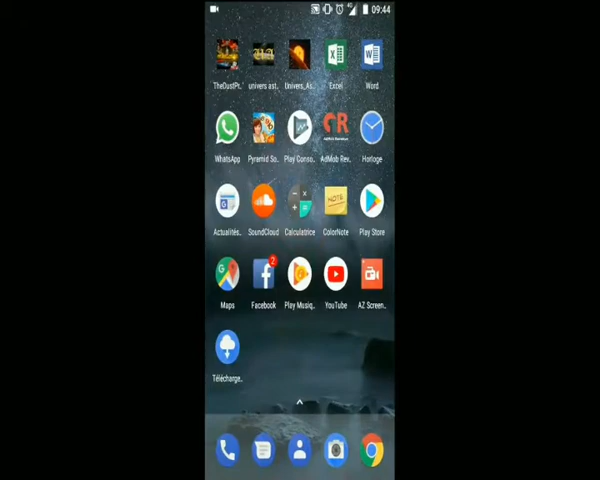 09:44
TheDustPr..
univers ast..
Univers_As..
Excel
Word
WhatsApp
Pyramid So..
Play Conso..
AdMob Rev..
Horloge
Actualités..
SoundCloud
Calculatrice
ColorNote
Play Store
Maps
Facebook
Play Musiq..
YouTube
AZ Screen..
Télécharge..